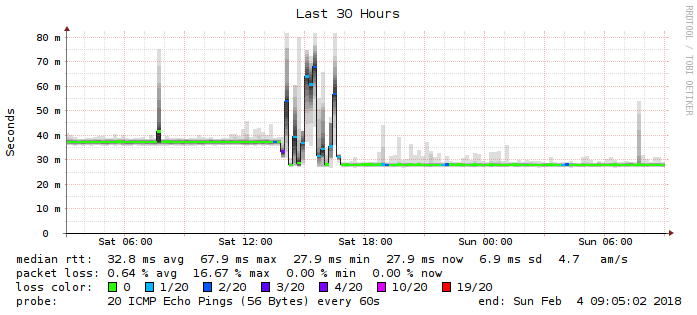 Last 30 Hours
RRDTOOL / TOBI OETIKER
Seconds
80 m
70 m
60 m
50 m
40 m
30 m
20 m
10 m
0
Sat 06:00 Sat 12:00 Sat 18:00 Sun 00:00 Sun 06:00
median rtt: 32.8 ms avg 67.9 ms max 27.9 ms min 27.9 ms now 6.9 ms sd 4.7 am/s
packet loss: 0.64 % avg 16.67 % max 0.00 % min 0.00 % now
loss color: 0 1/20 2/20 3/20 4/20 10/20 19/20
probe: 20 ICMP Echo Pings (56 Bytes) every 60s end: Sun Feb 4 09:05:02 2018